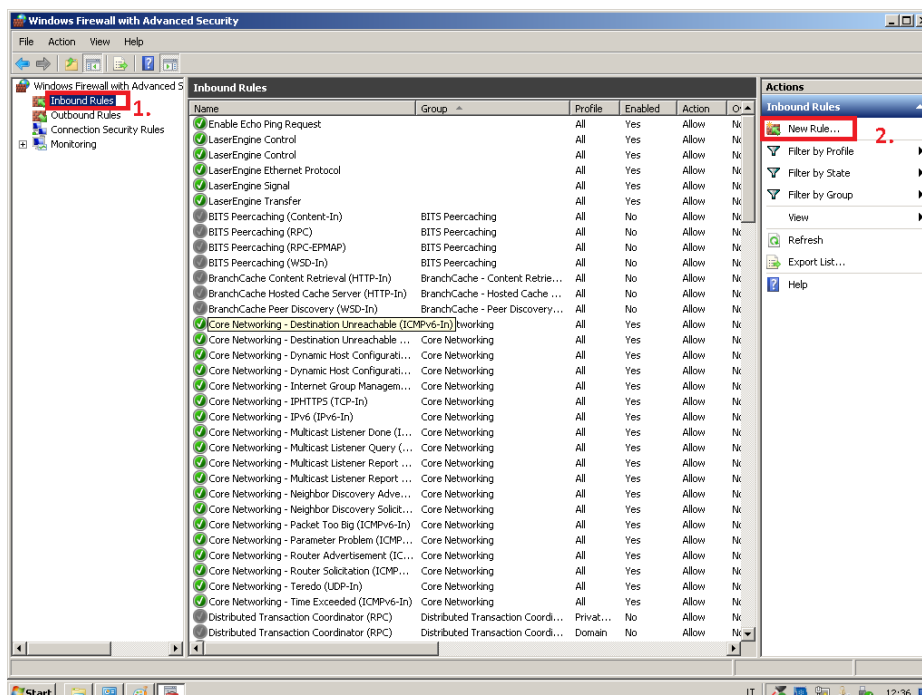 Windows Firewall with Advanced Security
File Action View Help
Windows Firewall with Advanced S
Inbound Rules
1.
Outbound Rules
Connection Security Rules
Monitoring
Inbound Rules
Name Group Profile Enabled Action
Enable Echo Ping Request All Yes Allow
LaserEngine Control All Yes Allow
LaserEngine Control All Yes Allow
LaserEngine Ethernet Protocol All Yes Allow
LaserEngine Signal All Yes Allow
LaserEngine Transfer All Yes Allow
BITS Peercaching (Content-In) BITS Peercaching All No Allow
BITS Peercaching (RPC) BITS Peercaching All No Allow
BITS Peercaching (RPC-EPMAP) BITS Peercaching All No Allow
BITS Peercaching (WSD-In) BITS Peercaching All No Allow
BranchCache Content Retrieval (HTTP-In) BranchCache - Content Retrie... All No Allow
BranchCache Hosted Cache Server (HTTP-In) BranchCache - Hosted Cache ... All No Allow
BranchCache Peer Discovery (WSD-In) BranchCache - Peer Discovery... All No Allow
Core Networking - Destination Unreachable (ICMPv6-In) tworking All Yes Allow
Core Networking - Destination Unreachable ... Core Networking All Yes Allow
Core Networking - Dynamic Host Configurati... Core Networking All Yes Allow
Core Networking - Dynamic Host Configurati... Core Networking All Yes Allow
Core Networking - Internet Group Managem... Core Networking All Yes Allow
Core Networking - IPHTTPS (TCP-In) Core Networking All Yes Allow
Core Networking - IPv6 (IPv6-In) Core Networking All Yes Allow
Core Networking - Multicast Listener Done (I... Core Networking All Yes Allow
Core Networking - Multicast Listener Query (... Core Networking All Yes Allow
Core Networking - Multicast Listener Report ... Core Networking All Yes Allow
Core Networking - Multicast Listener Report ... Core Networking All Yes Allow
Core Networking - Neighbor Discovery Adve... Core Networking All Yes Allow
Core Networking - Neighbor Discovery Solicit... Core Networking All Yes Allow
Core Networking - Packet Too Big (ICMPv6-In) Core Networking All Yes Allow
Core Networking - Parameter Problem (ICMP... Core Networking All Yes Allow
Core Networking - Router Advertisement (IC... Core Networking All Yes Allow
Core Networking - Router Solicitation (ICMP... Core Networking All Yes Allow
Core Networking - Teredo (UDP-In) Core Networking All Yes Allow
Core Networking - Time Exceeded (ICMPv6-In) Core Networking All Yes Allow
Distributed Transaction Coordinator (RPC) Distributed Transaction Coordi... Privat... No Allow
Distributed Transaction Coordinator (RPC) Distributed Transaction Coordi... Domain No Allow
Actions
Inbound Rules
New Rule...
2.
Filter by Profile
Filter by State
Filter by Group
View
Refresh
Export List...
Help
Start IT 12:36